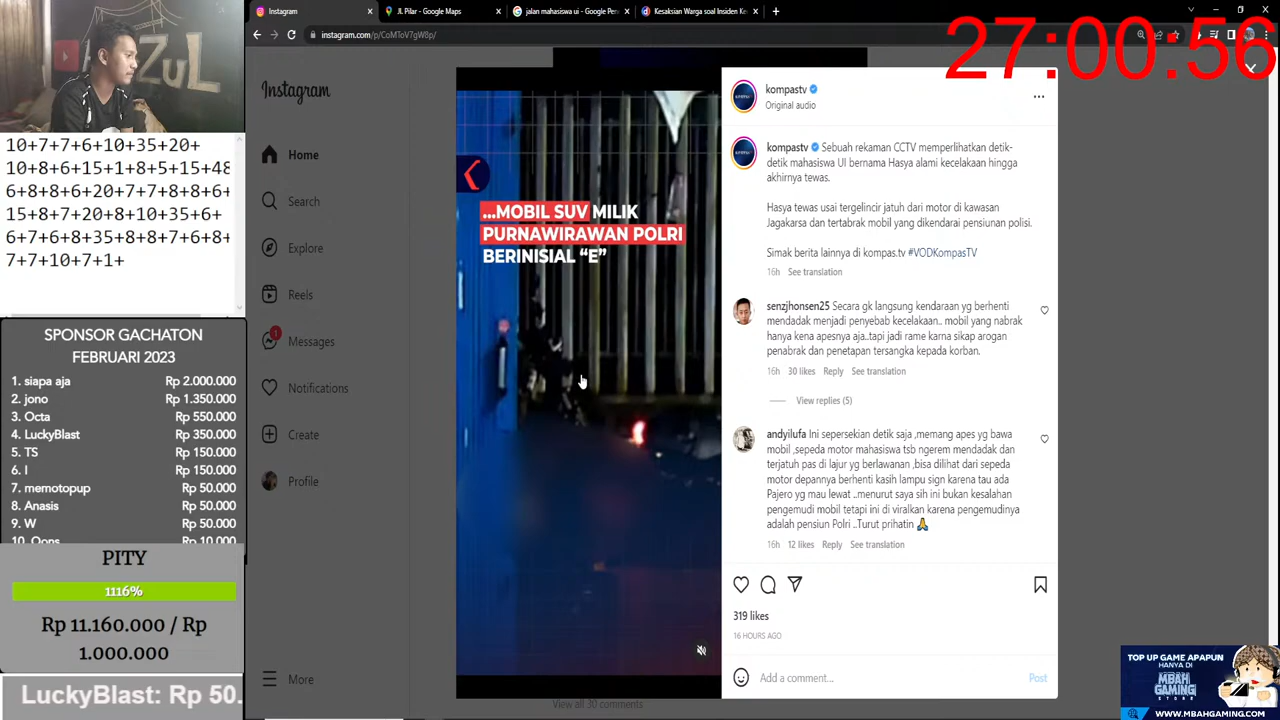 Instagram
JL Pilar - Google Maps
jalan mahasiswa ui - Google Pen
Kesaksian Warga soal Insiden Ke
instagram.com/p/CoMToV7gW8p/
27:00:56
10+7+7+6+10+35+20+
10+8+6+15+1+8+15+48
6+8+8+6+20+7+7+8+8+6+
15+8+7+20+8+10+35+6+
6+7+6+8+35+8+8+7+6+8+
7+7+10+7+1+
SPONSOR GACHATON
FEBRUARI 2023
1. siapa aja Rp 2.000.000
2. jono Rp 1.350.000
3. Octa Rp 550.000
4. LuckyBlast Rp 350.000
5. TS Rp 150.000
6. I Rp 150.000
7. memotopup Rp 50.000
8. Anasis Rp 50.000
9. W Rp 50.000
10. Oons Rp 10.000
PITY
1116%
Rp 11.160.000 / Rp
1.000.000
LuckyBlast: Rp 50.
Instagram
Home
Search
Explore
Reels
1
Messages
Notifications
Create
Profile
More
...MOBIL SUV MILIK
PURNAWIRAWAN POLRI
BERINISIAL “E”
kompastv
Original audio
kompastv Sebuah rekaman CCTV memperlihatkan detik-
detik mahasiswa UI bernama Hasya alami kecelakaan hingga
akhirnya tewas.
Hasya tewas usai tergelincir jatuh dari motor di kawasan
Jagakarsa dan tertabrak mobil yang dikendarai pensiunan polisi.
Simak berita lainnya di kompas.tv #VODKompasTV
16h See translation
senzjhonsen25 Secara gk langsung kendaraan yg berhenti
mendadak menjadi penyebab kecelakaan.. mobil yang nabrak
hanya kena apesnya aja..tapi jadi rame karna sikap arogan
penabrak dan penetapan tersangka kepada korban.
16h 30 likes Reply See translation
View replies (5)
andyilufa Ini sepersekian detik saja ,memang apes yg bawa
mobil ,sepeda motor mahasiswa tsb ngerem mendadak dan
terjatuh pas di lajur yg berlawanan ,bisa dilihat dari sepeda
motor depannya berhenti kasih lampu sign karena tau ada
Pajero yg mau lewat ..menurut saya sih ini bukan kesalahan
pengemudi mobil tetapi ini di viralkan karena pengemudinya
adalah pensiun Polri ..Turut prihatin 🙏
16h 12 likes Reply See translation
319 likes
16 HOURS AGO
Add a comment... Post
View all 30 comments
TOP UP GAME APAPUN
HANYA DI
MBAH
GAMING
STORE
WWW.MBAHGAMING.COM